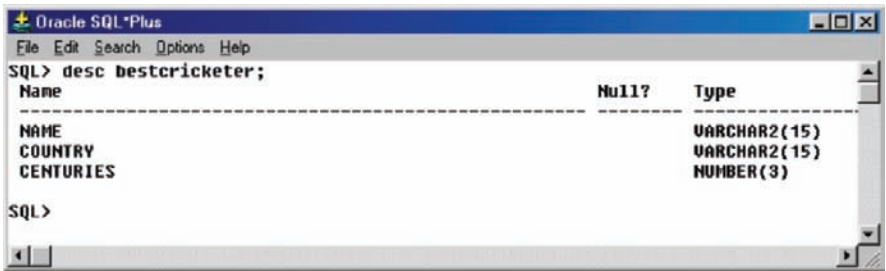 Oracle SQL*Plus
File Edit Search Options Help
SQL> desc bestcricketer;
Name Null? Type
----------------------------------------------------- -------- ----------------
NAME VARCHAR2(15)
COUNTRY VARCHAR2(15)
CENTURIES NUMBER(3)
SQL>